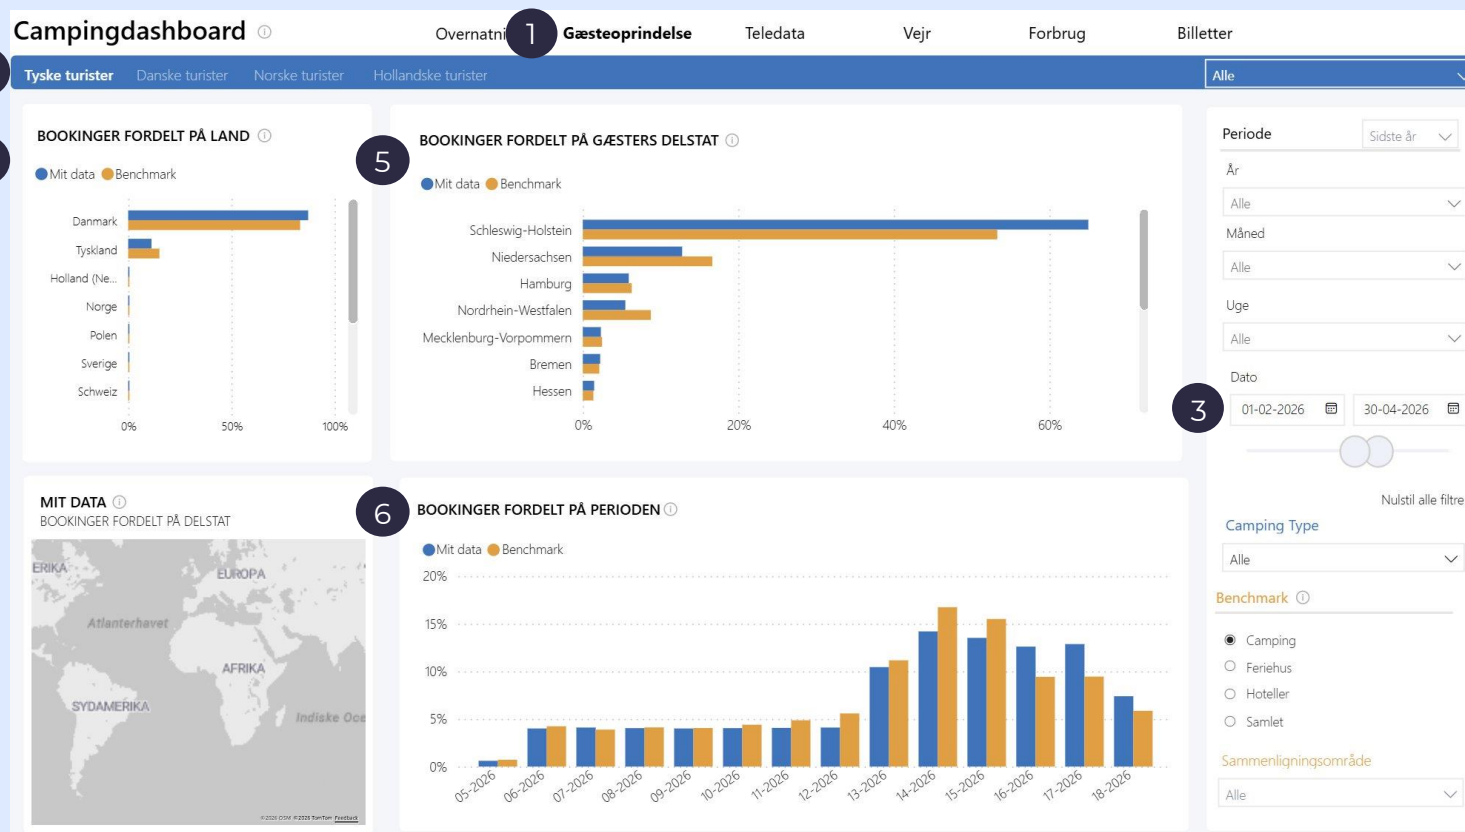 Campingdashboard
1
Gæsteoprindelse
Teledata
Vejr
Forbrug
Billetter
Tyske turister
Danske turister
Norske turister
Hollandske turister
Alle
BOOKINGER FORDELT PÅ LAND
Mit data Benchmark
Danmark
Tyskland
Holland (Ne...
Norge
Polen
Sverige
Schweiz
0% 50% 100%
5
BOOKINGER FORDELT PÅ GÆSTERS DELSTAT
Mit data Benchmark
Schleswig-Holstein
Niedersachsen
Hamburg
Nordrhein-Westfalen
Mecklenburg-Vorpommern
Bremen
Hessen
0% 20% 40% 60%
Periode
Sidste år
År
Alle
Måned
Alle
Uge
Alle
Dato
3
01-02-2026 30-04-2026
Nulstil alle filtre
Camping Type
Alle
Benchmark
Camping
Feriehus
Hoteller
Samlet
Sammenligningsområde
Alle
MIT DATA
BOOKINGER FORDELT PÅ DELSTAT
ERIKA
EUROPA
Atlanterhavet
AFRIKA
SYDAMERIKA
Indiske Oce
©2026 OSM ©2026 TomTom Feedback
6
BOOKINGER FORDELT PÅ PERIODEN
Mit data Benchmark
20%
15%
10%
5%
0%
05-2026 06-2026 07-2026 08-2026 09-2026 10-2026 11-2026 12-2026 13-2026 14-2026 15-2026 16-2026 17-2026 18-2026